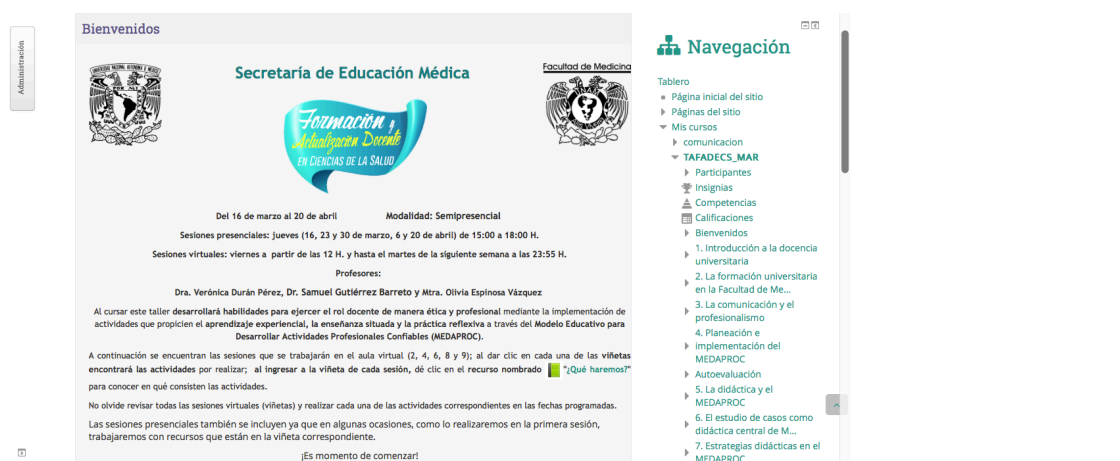 Administración
Bienvenidos
Secretaría de Educación Médica
Facultad de Medicina
Formación y
Actualización Docente
EN CIENCIAS DE LA SALUD
Del 16 de marzo al 20 de abril Modalidad: Semipresencial
Sesiones presenciales: jueves (16, 23 y 30 de marzo, 6 y 20 de abril) de 15:00 a 18:00 H.
Sesiones virtuales: viernes a partir de las 12 H. y hasta el martes de la siguiente semana a las 23:55 H.
Profesores:
Dra. Verónica Durán Pérez, Dr. Samuel Gutiérrez Barreto y Mtra. Olivia Espinosa Vázquez
Al cursar este taller desarrollará habilidades para ejercer el rol docente de manera ética y profesional mediante la implementación de
actividades que propicien el aprendizaje experiencial, la enseñanza situada y la práctica reflexiva a través del Modelo Educativo para
Desarrollar Actividades Profesionales Confiables (MEDAPROC).
A continuación se encuentran las sesiones que se trabajarán en el aula virtual (2, 4, 6, 8 y 9); al dar clic en cada una de las viñetas
encontrará las actividades por realizar; al ingresar a la viñeta de cada sesión, dé clic en el recurso nombrado "¿Qué haremos?"
para conocer en qué consisten las actividades.
No olvide revisar todas las sesiones virtuales (viñetas) y realizar cada una de las actividades correspondientes en las fechas programadas.
Las sesiones presenciales también se incluyen ya que en algunas ocasiones, como lo realizaremos en la primera sesión,
trabajaremos con recursos que están en la viñeta correspondiente.
¡Es momento de comenzar!
Navegación
Tablero
Página inicial del sitio
Páginas del sitio
Mis cursos
comunicacion
TAFADECS_MAR
Participantes
Insignias
Competencias
Calificaciones
Bienvenidos
1. Introducción a la docencia
universitaria
2. La formación universitaria
en la Facultad de Me...
3. La comunicación y el
profesionalismo
4. Planeación e
implementación del
MEDAPROC
Autoevaluación
5. La didáctica y el
MEDAPROC
6. El estudio de casos como
didáctica central de M...
7. Estrategias didácticas en el
MEDAPROC